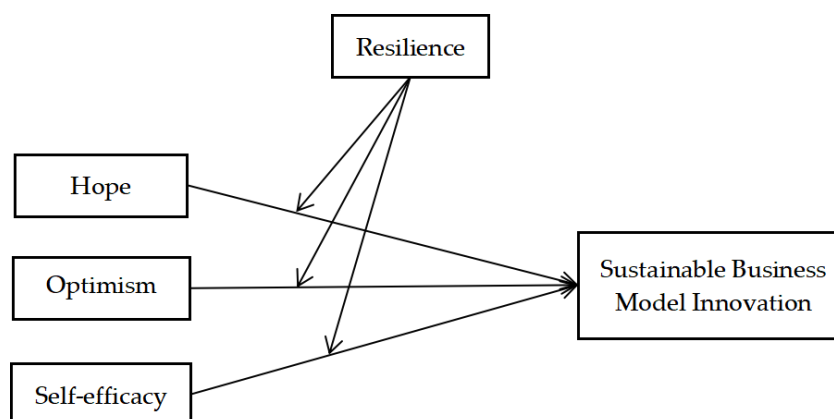 Resilience
Hope
Optimism
Sustainable Business
Model Innovation
Self-efficacy